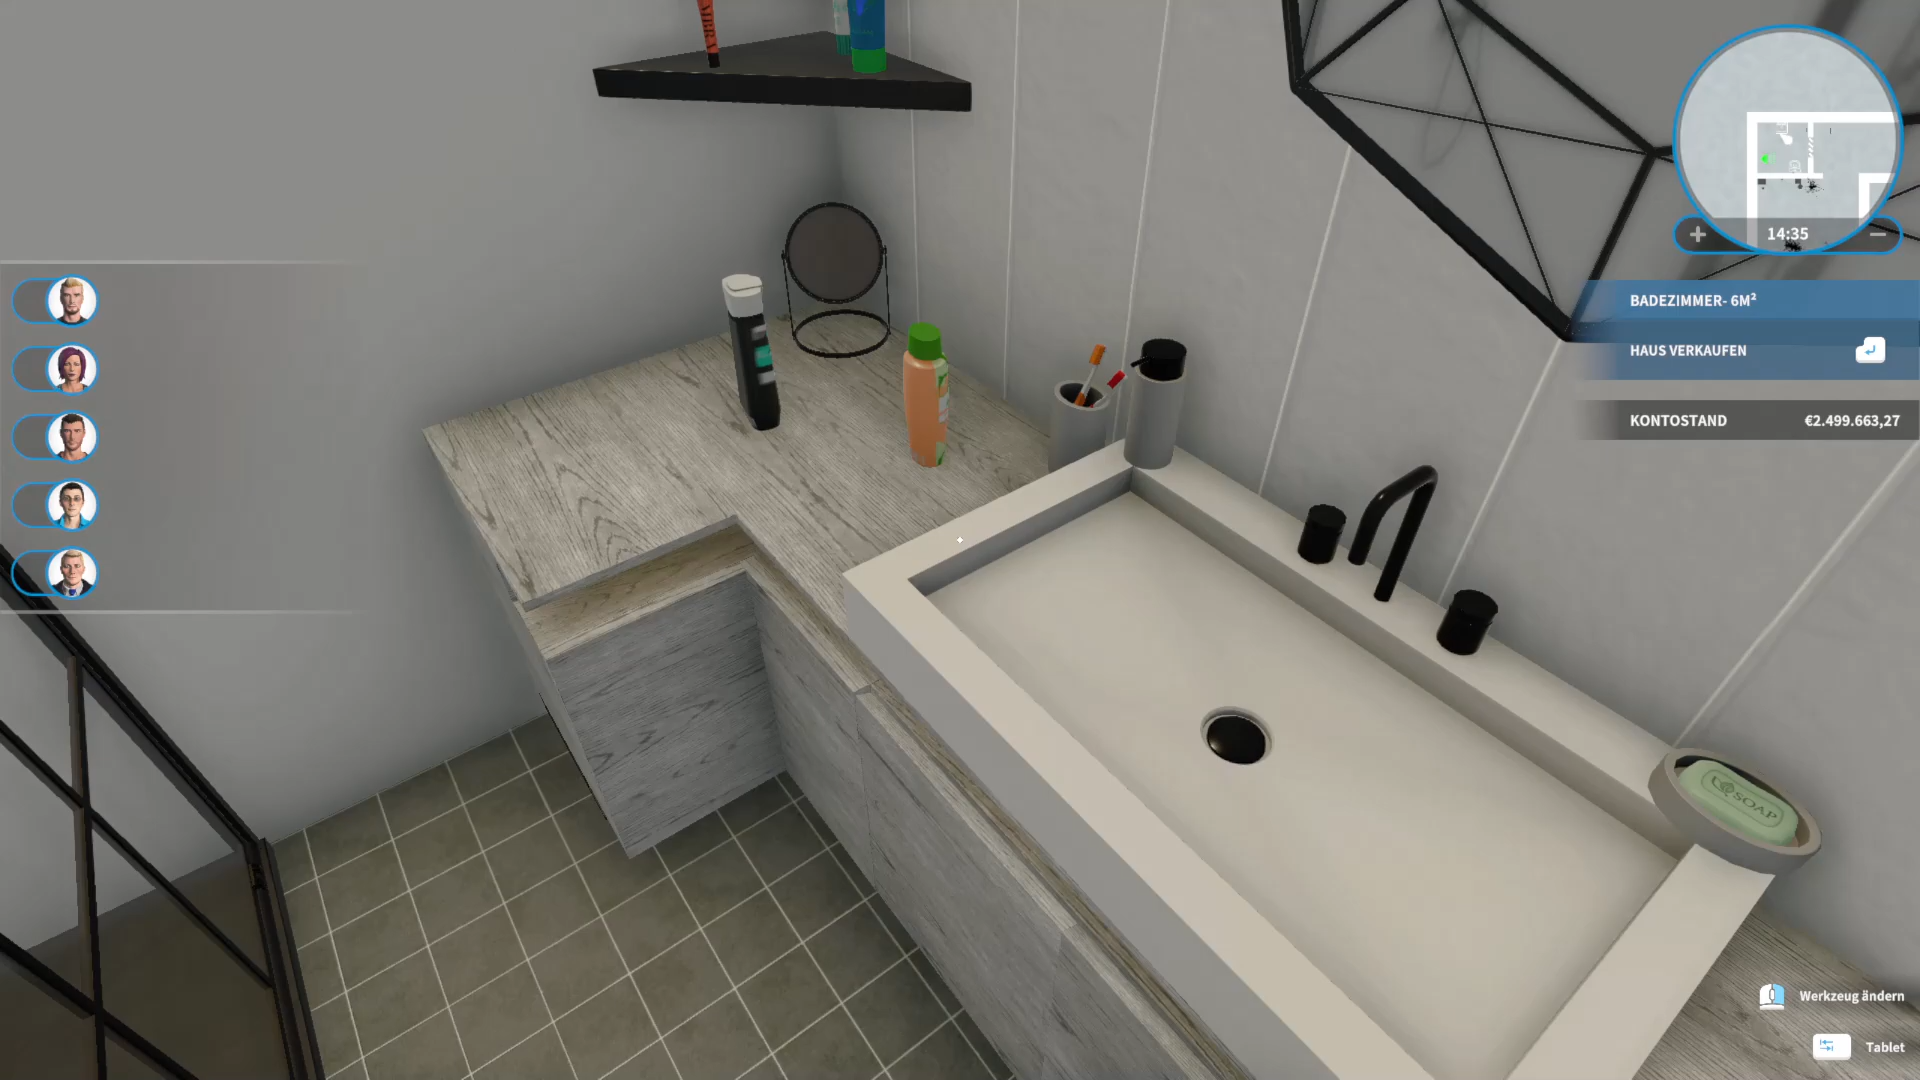 14:35
BADEZIMMER- 6M²
HAUS VERKAUFEN
KONTOSTAND €2.499.663,27
SOAP
Werkzeug ändern
Tablet